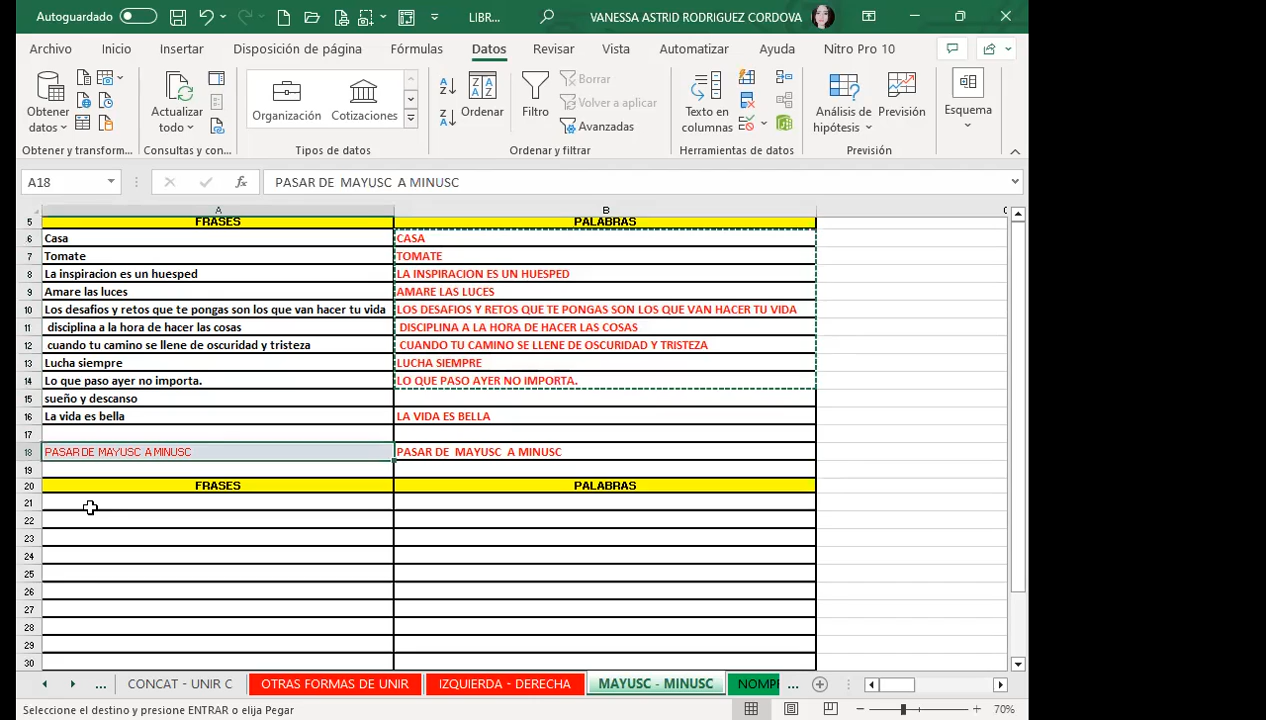 Autoguardado LIBR... VANESSA ASTRID RODRIGUEZ CORDOVA
Archivo Inicio Insertar Disposición de página Fórmulas Datos Revisar Vista Automatizar Ayuda Nitro Pro 10
Obtener datos Actualizar todo Organización Cotizaciones Ordenar Filtro Borrar Volver a aplicar Avanzadas Texto en columnas Análisis de hipótesis Previsión Esquema
Obtener y transform... Consultas y con... Tipos de datos Ordenar y filtrar Herramientas de datos Previsión
A18 fx PASAR DE MAYUSC A MINUSC
A B C
5 FRASES PALABRAS
6 Casa CASA
7 Tomate TOMATE
8 La inspiracion es un huesped LA INSPIRACION ES UN HUESPED
9 Amare las luces AMARE LAS LUCES
10 Los desafios y retos que te pongas son los que van hacer tu vida LOS DESAFIOS Y RETOS QUE TE PONGAS SON LOS QUE VAN HACER TU VIDA
11 disciplina a la hora de hacer las cosas DISCIPLINA A LA HORA DE HACER LAS COSAS
12 cuando tu camino se llene de oscuridad y tristeza CUANDO TU CAMINO SE LLENE DE OSCURIDAD Y TRISTEZA
13 Lucha siempre LUCHA SIEMPRE
14 Lo que paso ayer no importa. LO QUE PASO AYER NO IMPORTA.
15 sueño y descanso
16 La vida es bella LA VIDA ES BELLA
17
18 PASAR DE MAYUSC A MINUSC PASAR DE MAYUSC A MINUSC
19
20 FRASES PALABRAS
21
22
23
24
25
26
27
28
29
30
... CONCAT - UNIR C OTRAS FORMAS DE UNIR IZQUIERDA - DERECHA MAYUSC - MINUSC ...
Seleccione el destino y presione ENTRAR o elija Pegar 70%